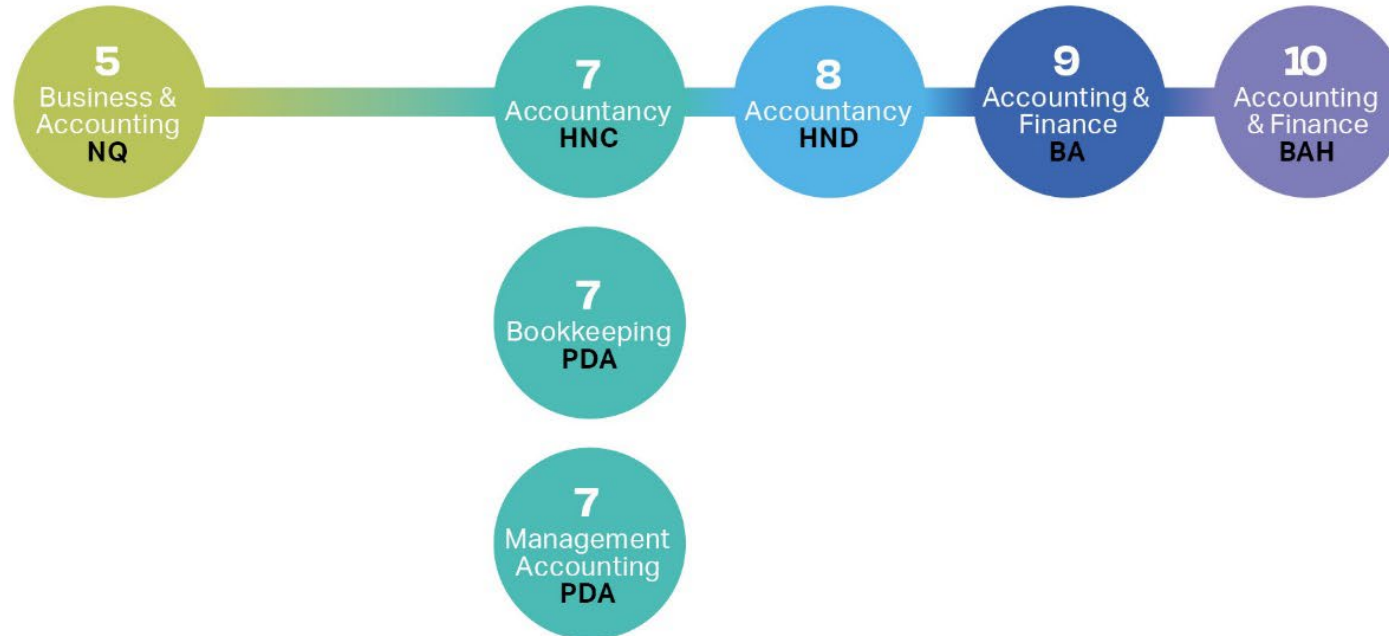 5
Business &
Accounting
NQ
7
Accountancy
HNC
8
Accountancy
HND
9
Accounting &
Finance
BA
10
Accounting
& Finance
BAH
7
Bookkeeping
PDA
7
Management
Accounting
PDA